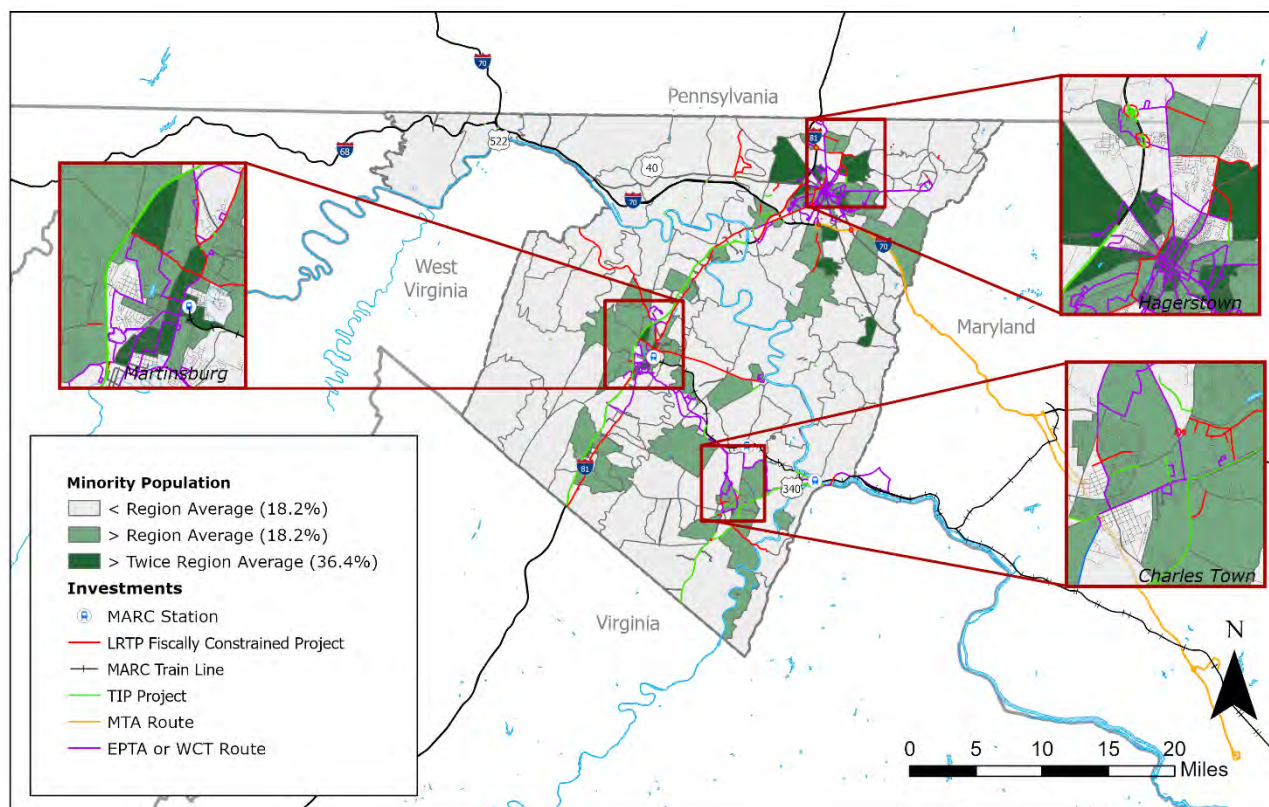 Pennsylvania
70
81
68
522
40
70
70
West
Virginia
Maryland
81
340
Virginia
Martinsburg
Hagerstown
Charles Town
Minority Population
< Region Average (18.2%)
> Region Average (18.2%)
> Twice Region Average (36.4%)
Investments
MARC Station
LRTP Fiscally Constrained Project
MARC Train Line
TIP Project
MTA Route
EPTA or WCT Route
N
0 5 10 15 20
Miles